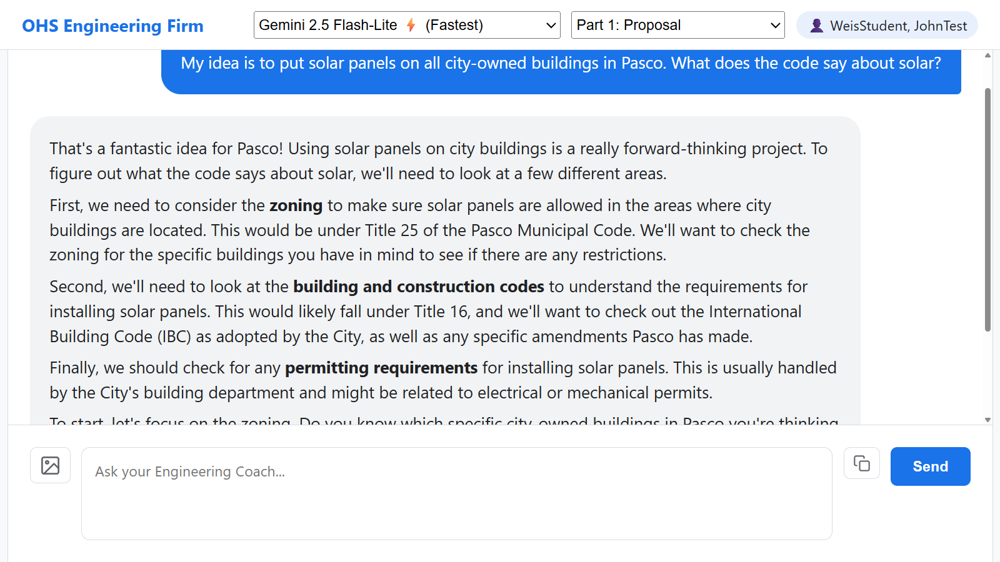 OHS Engineering Firm
Gemini 2.5 Flash-Lite ⚡ (Fastest)
Part 1: Proposal
WeisStudent, JohnTest
My idea is to put solar panels on all city-owned buildings in Pasco. What does the code say about solar?
That's a fantastic idea for Pasco! Using solar panels on city buildings is a really forward-thinking project. To
figure out what the code says about solar, we'll need to look at a few different areas.
First, we need to consider the zoning to make sure solar panels are allowed in the areas where city
buildings are located. This would be under Title 25 of the Pasco Municipal Code. We'll want to check the
zoning for the specific buildings you have in mind to see if there are any restrictions.
Second, we'll need to look at the building and construction codes to understand the requirements for
installing solar panels. This would likely fall under Title 16, and we'll want to check out the International
Building Code (IBC) as adopted by the City, as well as any specific amendments Pasco has made.
Finally, we should check for any permitting requirements for installing solar panels. This is usually handled
by the City's building department and might be related to electrical or mechanical permits.
To start, let's focus on the zoning. Do you know which specific city-owned buildings in Pasco you're thinking
Ask your Engineering Coach...
Send